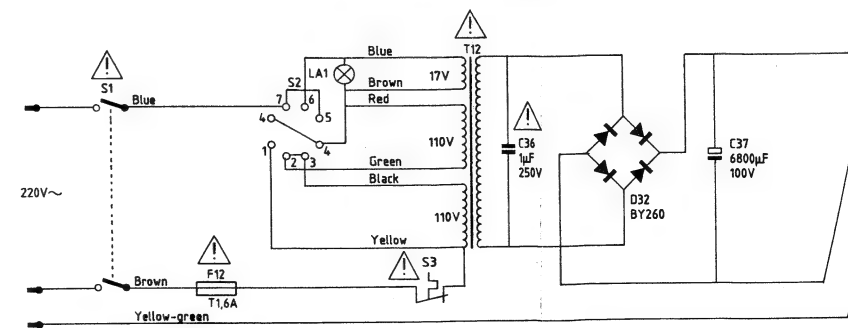 S1
Blue
220V~
Brown
F12
T1,6A
Yellow-green
S2
7
6
4
5
4
1
2
3
LA1
Blue
Brown
Red
Green
Black
Yellow
S3
T12
17V
110V
110V
C36
1µF
250V
D32
BY260
C37
6800µF
100V